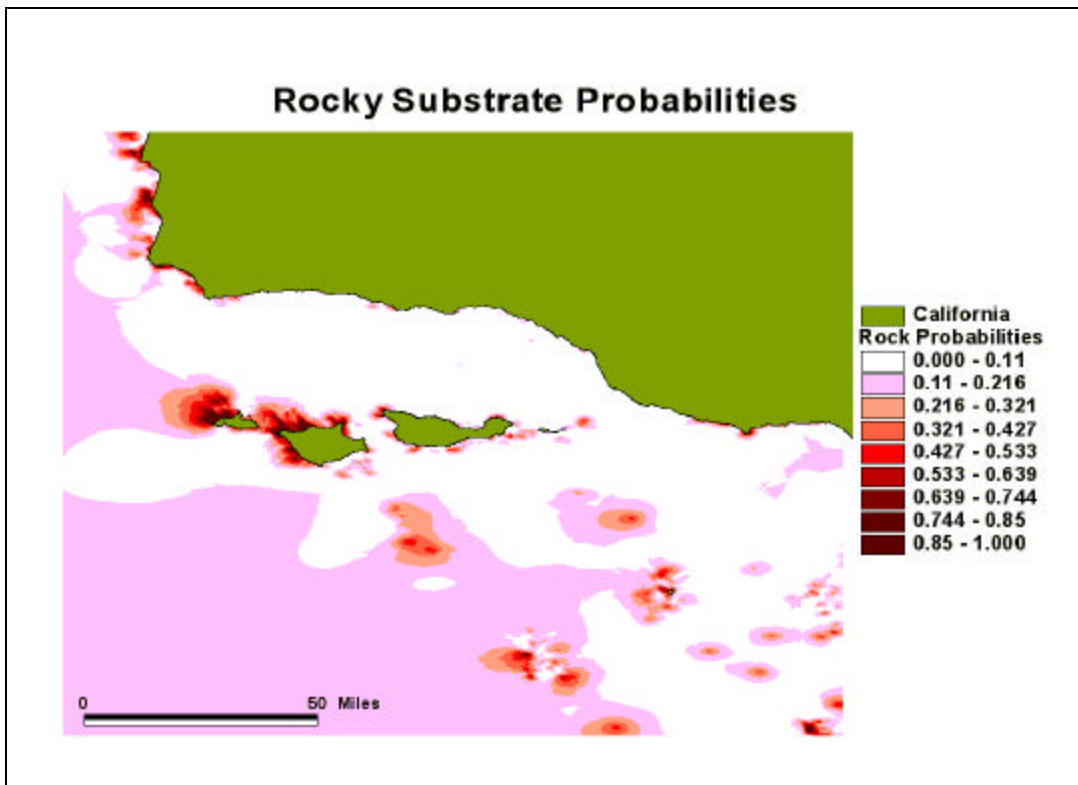 Rocky Substrate Probabilities
California
Rock Probabilities
0.000 - 0.11
0.11 - 0.216
0.216 - 0.321
0.321 - 0.427
0.427 - 0.533
0.533 - 0.639
0.639 - 0.744
0.744 - 0.85
0.85 - 1.000
0 50 Miles